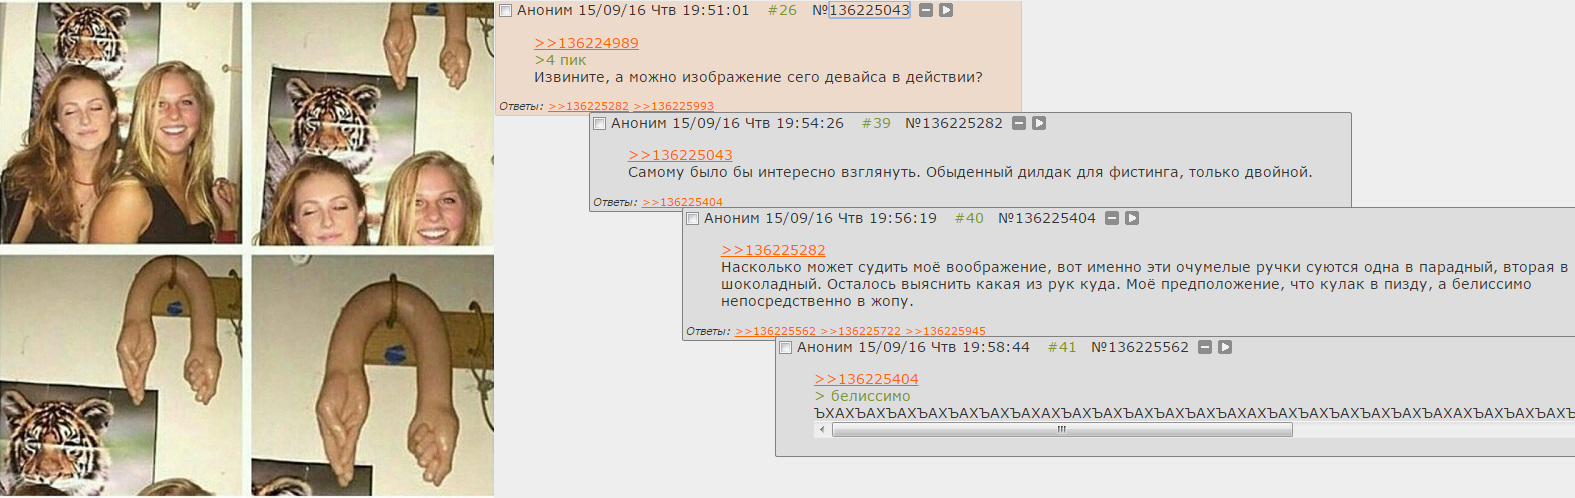 Аноним 15/09/16 Чтв 19:51:01 #26 №136225043
>>136224989
>4 пик
Извините, а можно изображение сего девайса в действии?
Ответы: >>136225282 >>136225993
Аноним 15/09/16 Чтв 19:54:26 #39 №136225282
>>136225043
Самому было бы интересно взглянуть. Обыденный дилдак для фистинга, только двойной.
Ответы: >>136225404
Аноним 15/09/16 Чтв 19:56:19 #40 №136225404
>>136225282
Насколько может судить моё воображение, вот именно эти очумелые ручки суются одна в парадный, вторая в
шоколадный. Осталось выяснить какая из рук куда. Моё предположение, что кулак в пизду, а белиссимо
непосредственно в жопу.
Ответы: >>136225562 >>136225722 >>136225945
Аноним 15/09/16 Чтв 19:58:44 #41 №136225562
>>136225404
> белиссимо
ЪХАХЪАХЪАХЪАХЪАХЪАХЪАХАХЪАХЪАХЪАХЪАХЪАХЪАХАХЪАХЪАХЪАХЪАХЪАХЪАХАХЪАХЪАХЪАХЪ